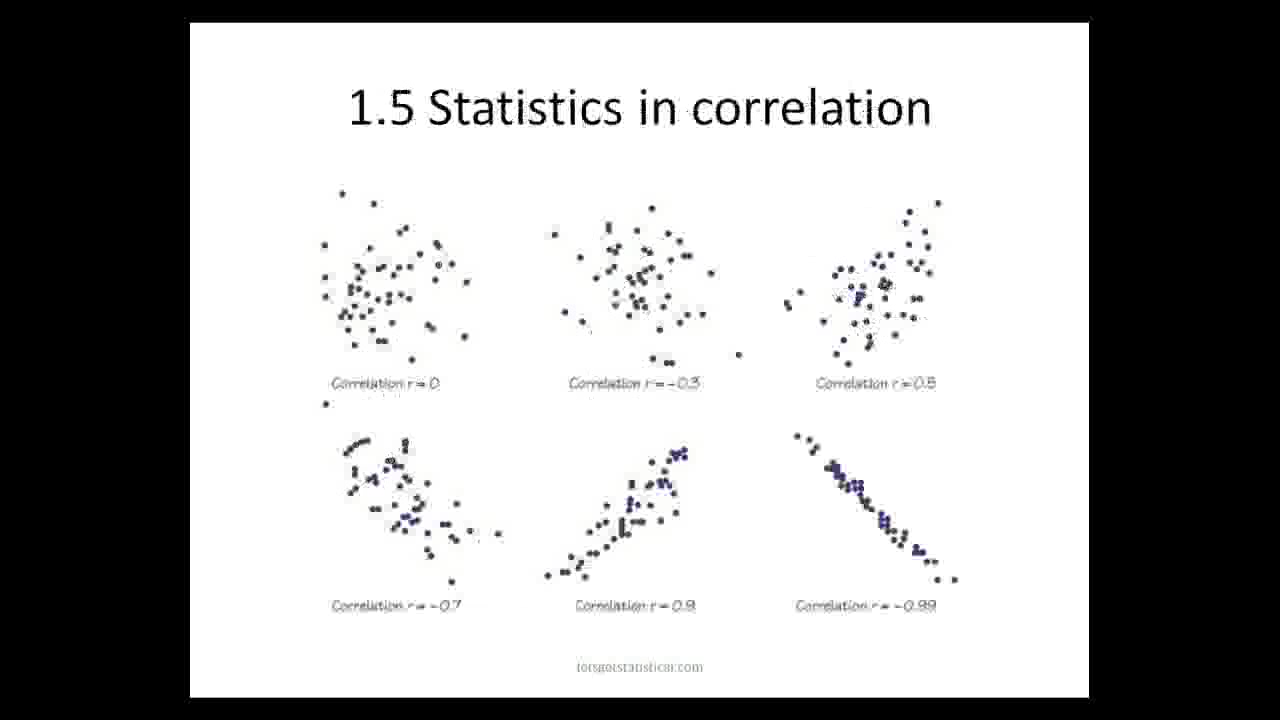 1.5 Statistics in correlation
Correlation r = 0
Correlation r = −0.3
Correlation r = 0.5
Correlation r = −0.7
Correlation r = 0.9
Correlation r = −0.99